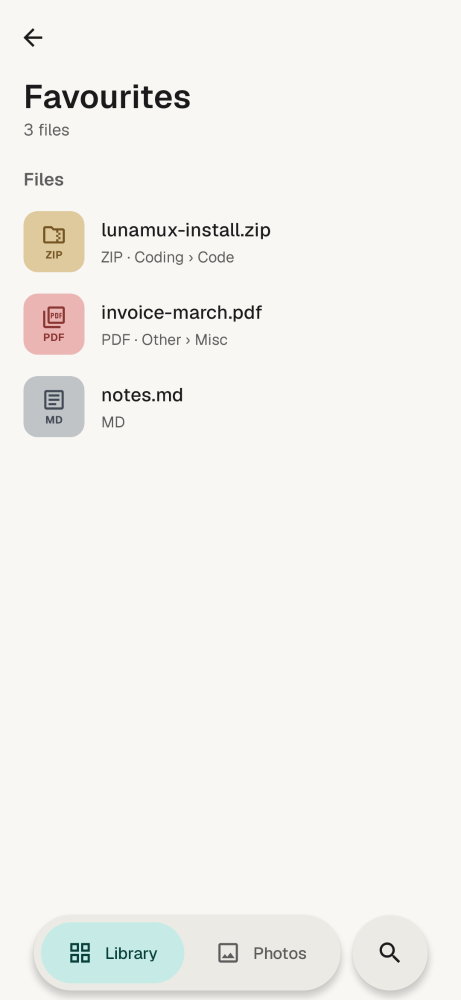 Favourites
3 files
Files
lunamux-install.zip
ZIP
ZIP · Coding › Code
invoice-march.pdf
PDF
PDF
PDF · Other › Misc
notes.md
MD
MD
Library
Photos